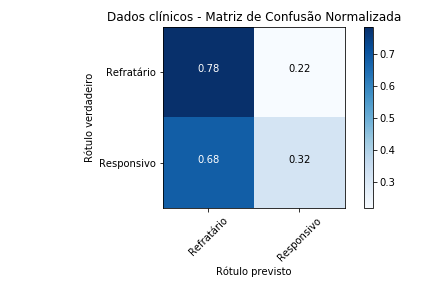 Dados clínicos - Matriz de Confusão Normalizada
Rótulo verdadeiro
Refratário
Responsivo
0.78
0.22
0.68
0.32
Refratário
Responsivo
Rótulo previsto
0.7
0.6
0.5
0.4
0.3